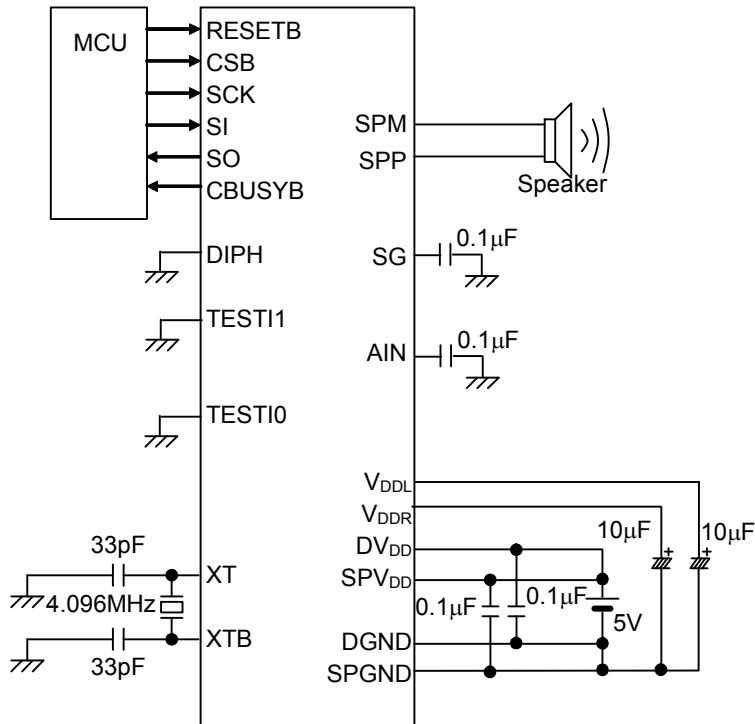 MCU
RESETB
CSB
SCK
SI
SO
CBUSYB
DIPH
TESTI1
TESTI0
33pF
XT
4.096MHz
XTB
33pF
SPM
SPP
Speaker
SG
0.1μF
AIN
0.1μF
VDDL
VDDR
10μF
+
10μF
+
DVDD
SPVDD
0.1μF
0.1μF
5V
DGND
SPGND